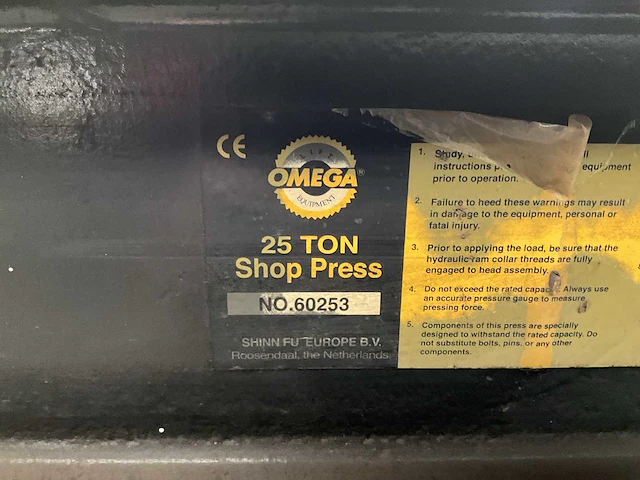 CE
OMEGA®
EQUIPMENT
25 TON
Shop Press
NO.60253
SHINN FU EUROPE B.V.
Roosendaal, the Netherlands
1. Study,
instructions equipment
prior to operation.
2. Failure to heed these warnings may result
in damage to the equipment, personal or
fatal injury.
3. Prior to applying the load, be sure that the
hydraulic ram collar threads are fully
engaged to head assembly.
4. Do not exceed the rated capac Always use
an accurate pressure gauge to measure
pressing force.
5. Components of this press are specially
designed to withstand the rated capacity. Do
not substitute bolts, pins, or any other
components.